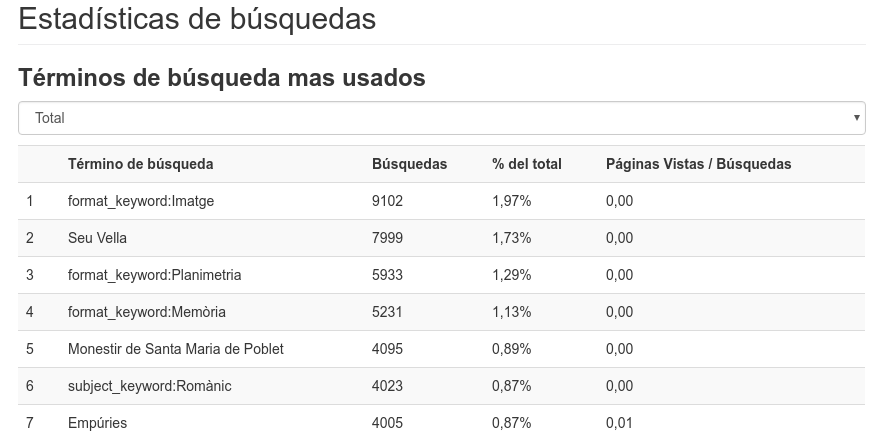 Estadísticas de búsquedas
Términos de búsqueda mas usados
Total
Término de búsqueda Búsquedas % del total Páginas Vistas / Búsquedas
1 format_keyword:Imatge 9102 1,97% 0,00
2 Seu Vella 7999 1,73% 0,00
3 format_keyword:Planimetria 5933 1,29% 0,00
4 format_keyword:Memòria 5231 1,13% 0,00
5 Monestir de Santa Maria de Poblet 4095 0,89% 0,00
6 subject_keyword:Romànic 4023 0,87% 0,00
7 Empúries 4005 0,87% 0,01